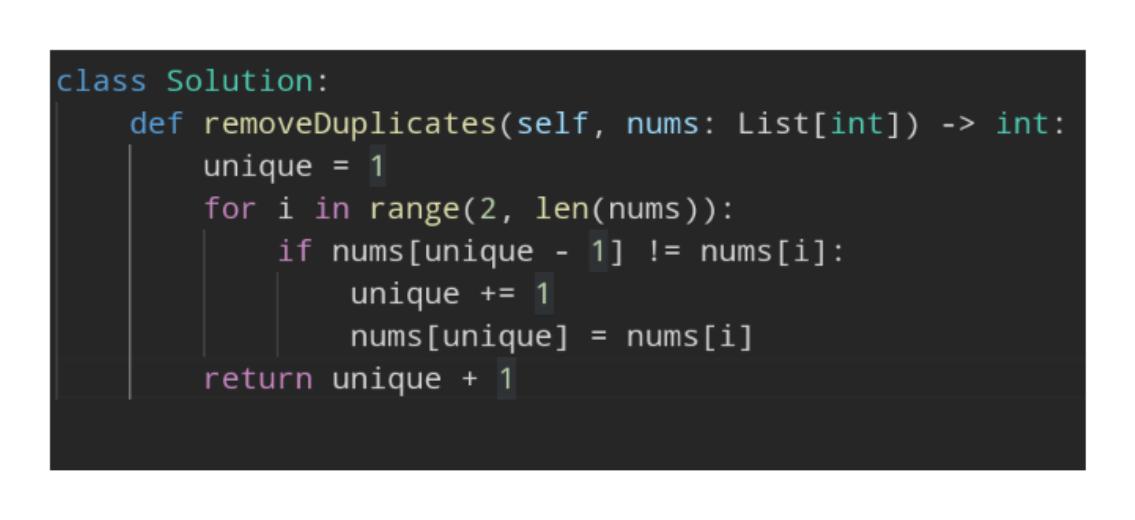 class Solution:
    def removeDuplicates(self, nums: List[int]) -> int:
        unique = 1
        for i in range(2, len(nums)):
            if nums[unique - 1] != nums[i]:
                unique += 1
                nums[unique] = nums[i]
        return unique + 1